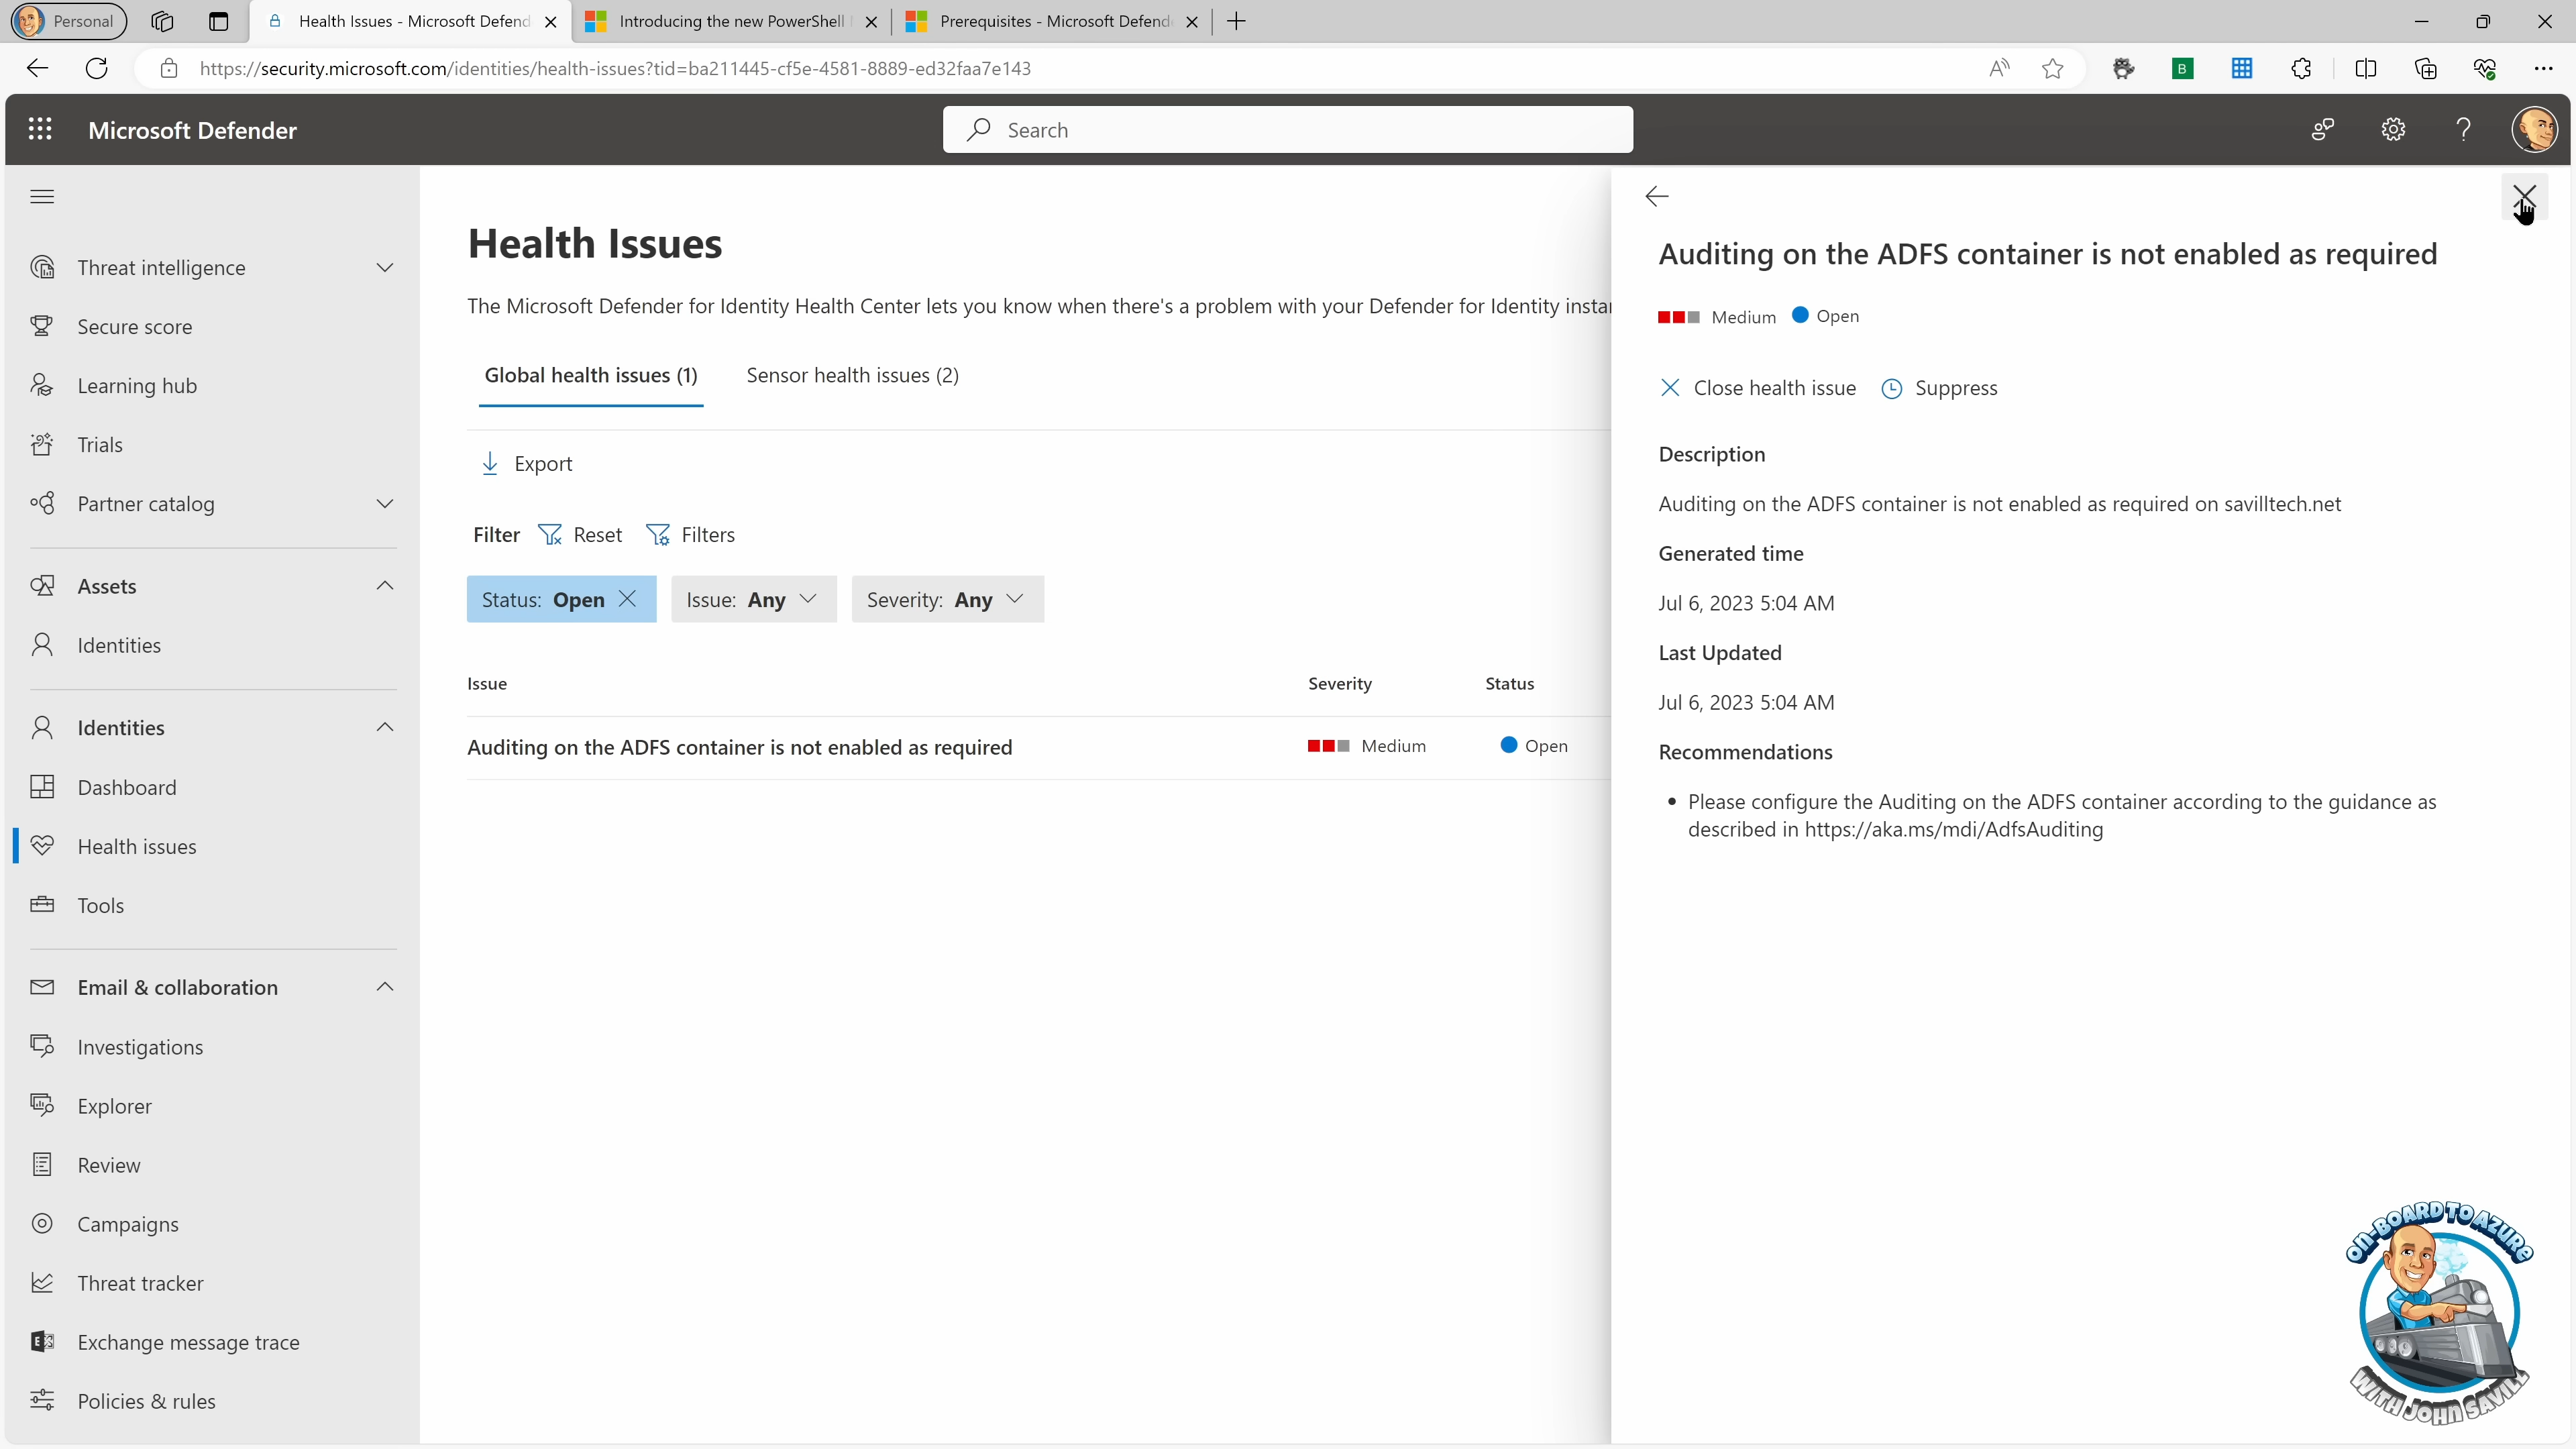 Personal
Health Issues - Microsoft Defend
Introducing the new PowerShell
Prerequisites - Microsoft Defend
https://security.microsoft.com/identities/health-issues?tid=ba211445-cf5e-4581-8889-ed32faa7e143
Microsoft Defender
Search
Threat intelligence
Secure score
Learning hub
Trials
Partner catalog
Assets
Identities
Identities
Dashboard
Health issues
Tools
Email & collaboration
Investigations
Explorer
Review
Campaigns
Threat tracker
Exchange message trace
Policies & rules
Health Issues
The Microsoft Defender for Identity Health Center lets you know when there's a problem with your Defender for Identity instan
Global health issues (1) Sensor health issues (2)
Export
Filter Reset Filters
Status: Open Issue: Any Severity: Any
Issue Severity Status
Auditing on the ADFS container is not enabled as required Medium Open
Auditing on the ADFS container is not enabled as required
Medium Open
Close health issue Suppress
Description
Auditing on the ADFS container is not enabled as required on savilltech.net
Generated time
Jul 6, 2023 5:04 AM
Last Updated
Jul 6, 2023 5:04 AM
Recommendations
• Please configure the Auditing on the ADFS container according to the guidance as
described in https://aka.ms/mdi/AdfsAuditing
On-BOARD TO AZURE
WITH JOHN SAVILL